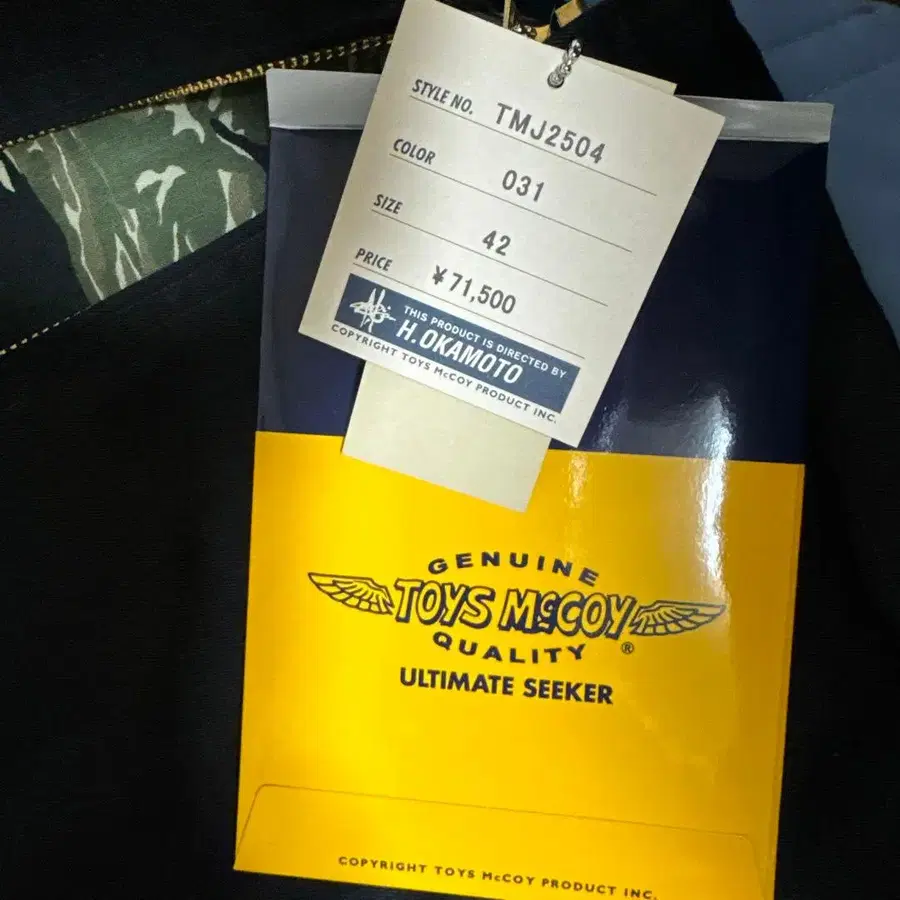 STYLE NO. TMJ2504
COLOR 031
SIZE 42
PRICE ¥71,500
THIS PRODUCT IS DIRECTED BY
H.OKAMOTO
COPYRIGHT TOYS McCOY PRODUCT INC.
GENUINE
TOYS McCOY
QUALITY ®
ULTIMATE SEEKER
COPYRIGHT TOYS McCOY PRODUCT INC.